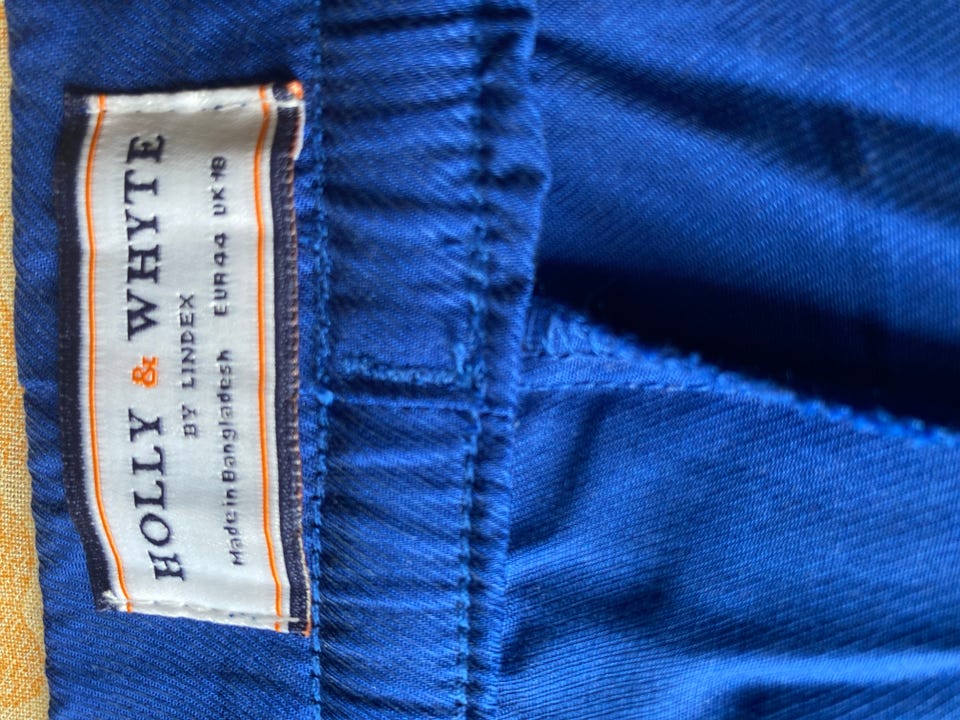 HOLLY & WHYTE
BY LINDEX
Made in Bangladesh EUR 44 UK 18